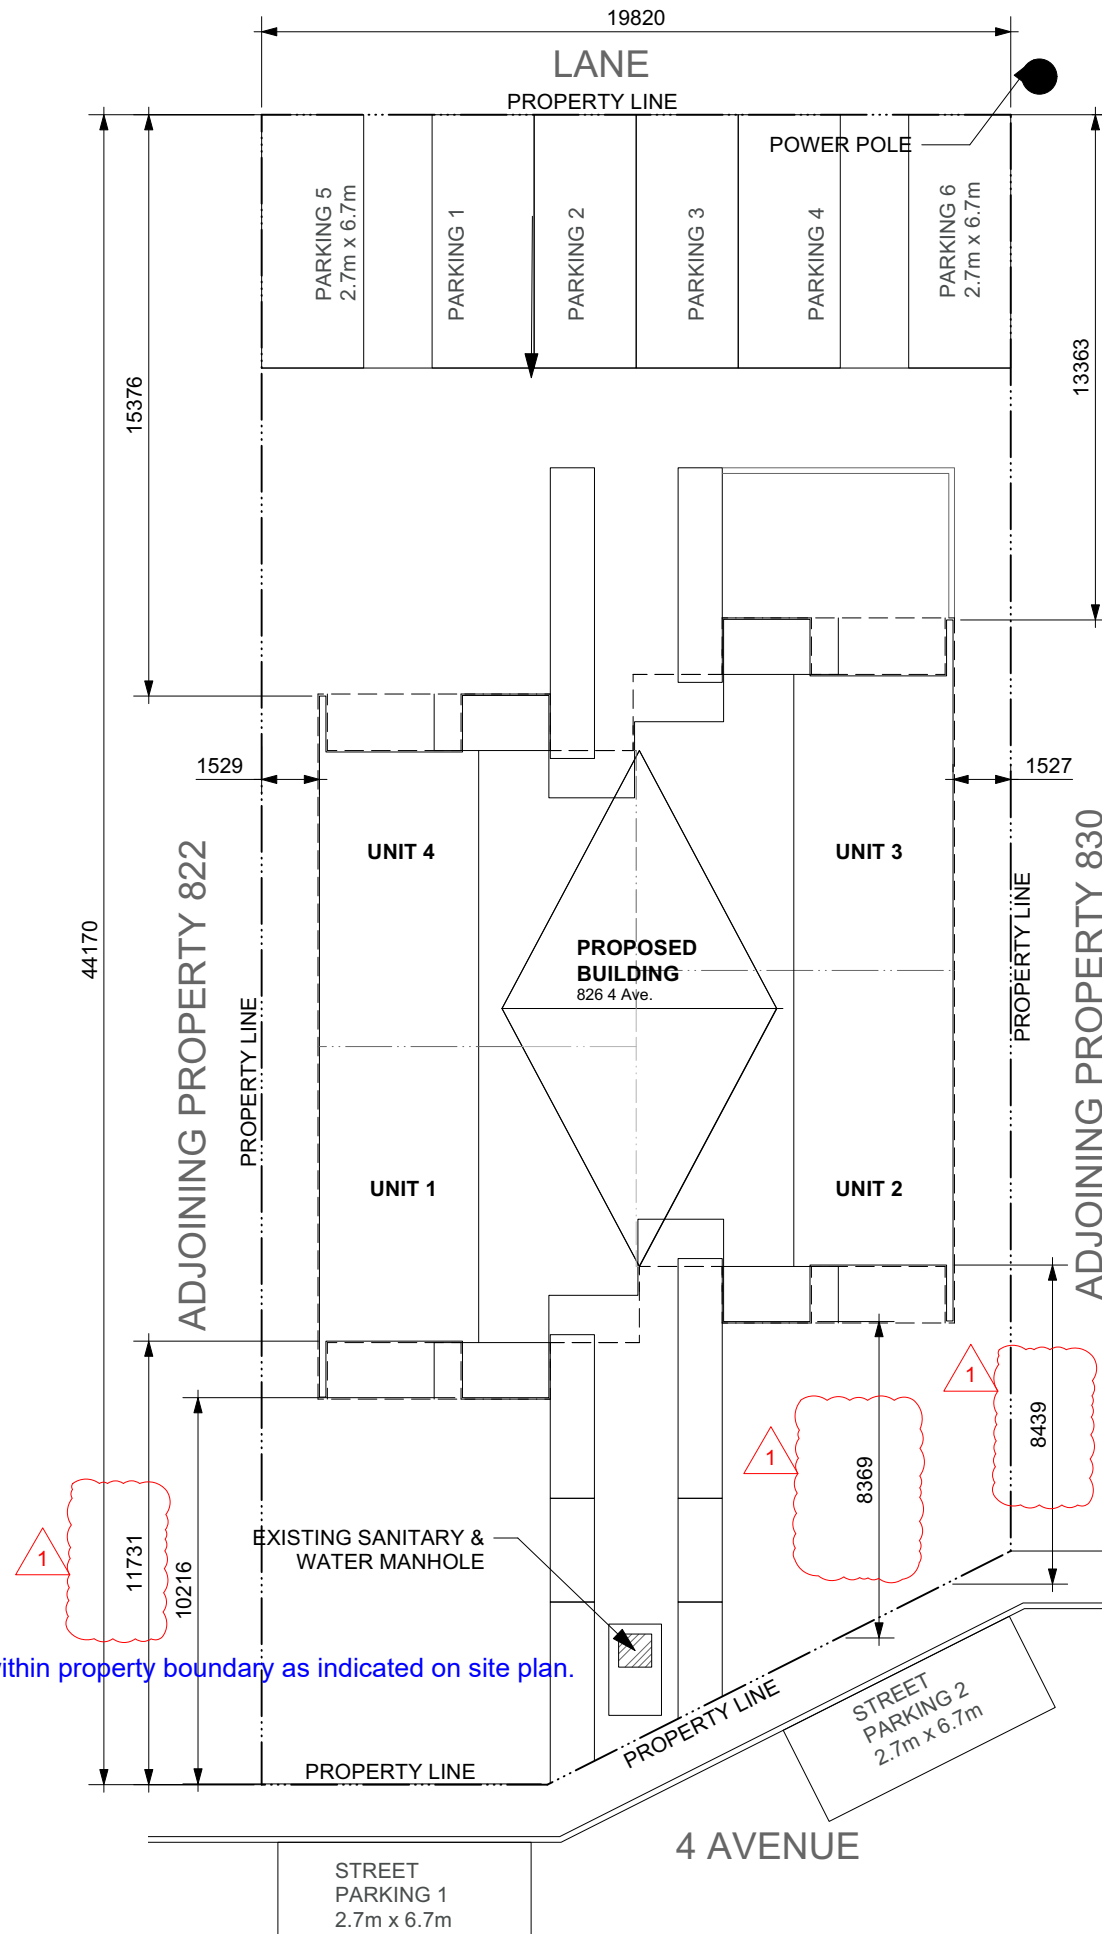 19820
LANE
PROPERTY LINE
POWER POLE
PARKING 5
2.7m x 6.7m
PARKING 1
PARKING 2
PARKING 3
PARKING 4
PARKING 6
2.7m x 6.7m
15376
13363
1529
1527
UNIT 4
UNIT 3
ADJOINING PROPERTY 822
ADJOINING PROPERTY 830
44170
PROPERTY LINE
PROPERTY LINE
PROPOSED
BUILDING
826 4 Ave.
UNIT 1
UNIT 2
1
8439
1
8369
1
11731
10216
EXISTING SANITARY &
WATER MANHOLE
within property boundary as indicated on site plan.
PROPERTY LINE
PROPERTY LINE
STREET
PARKING 2
2.7m x 6.7m
4 AVENUE
STREET
PARKING 1
2.7m x 6.7m